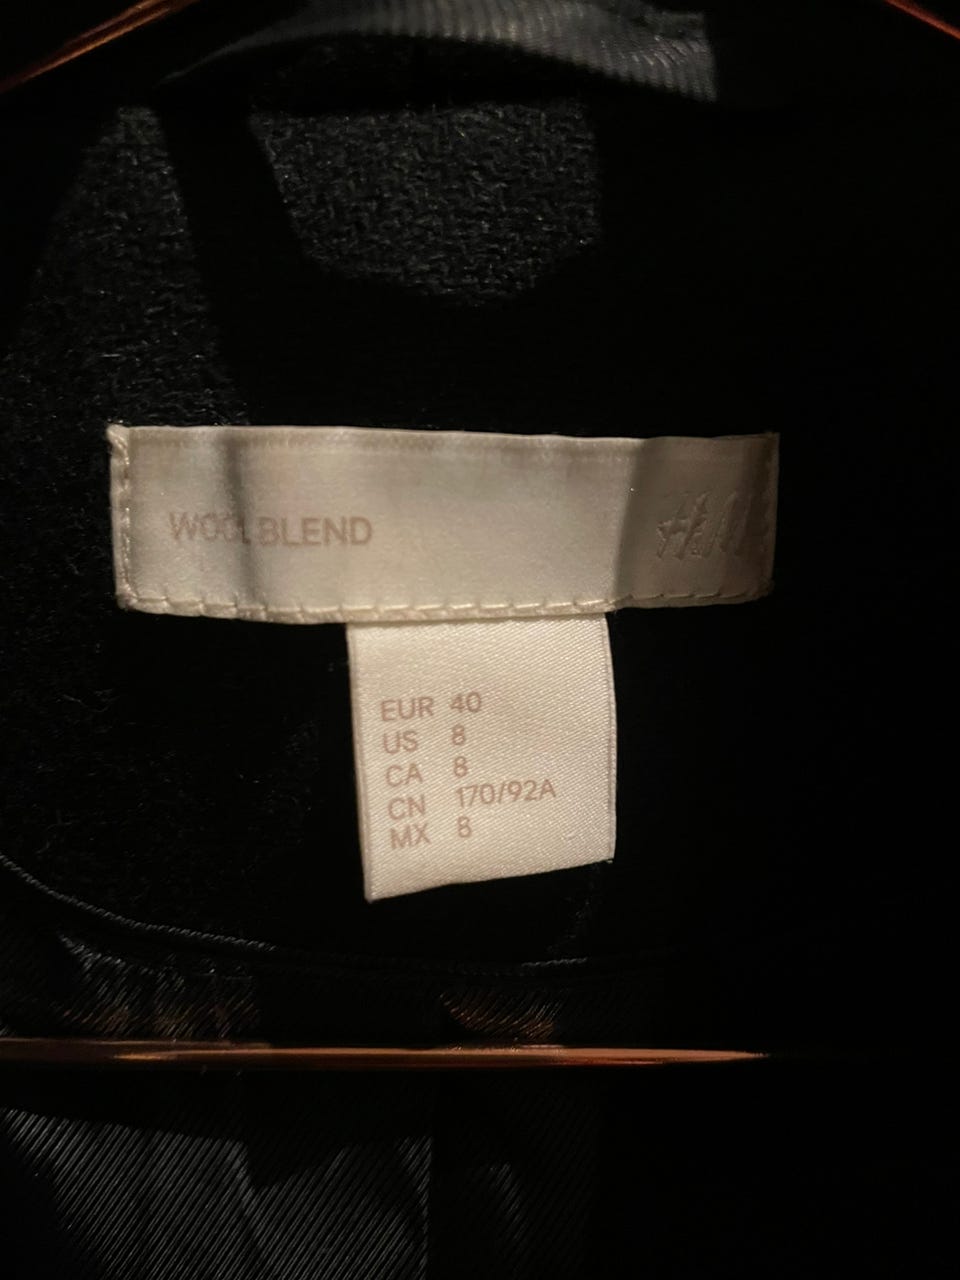 WOOL BLEND
H&M
EUR 40
US 8
CA 8
CN 170/92A
MX 8